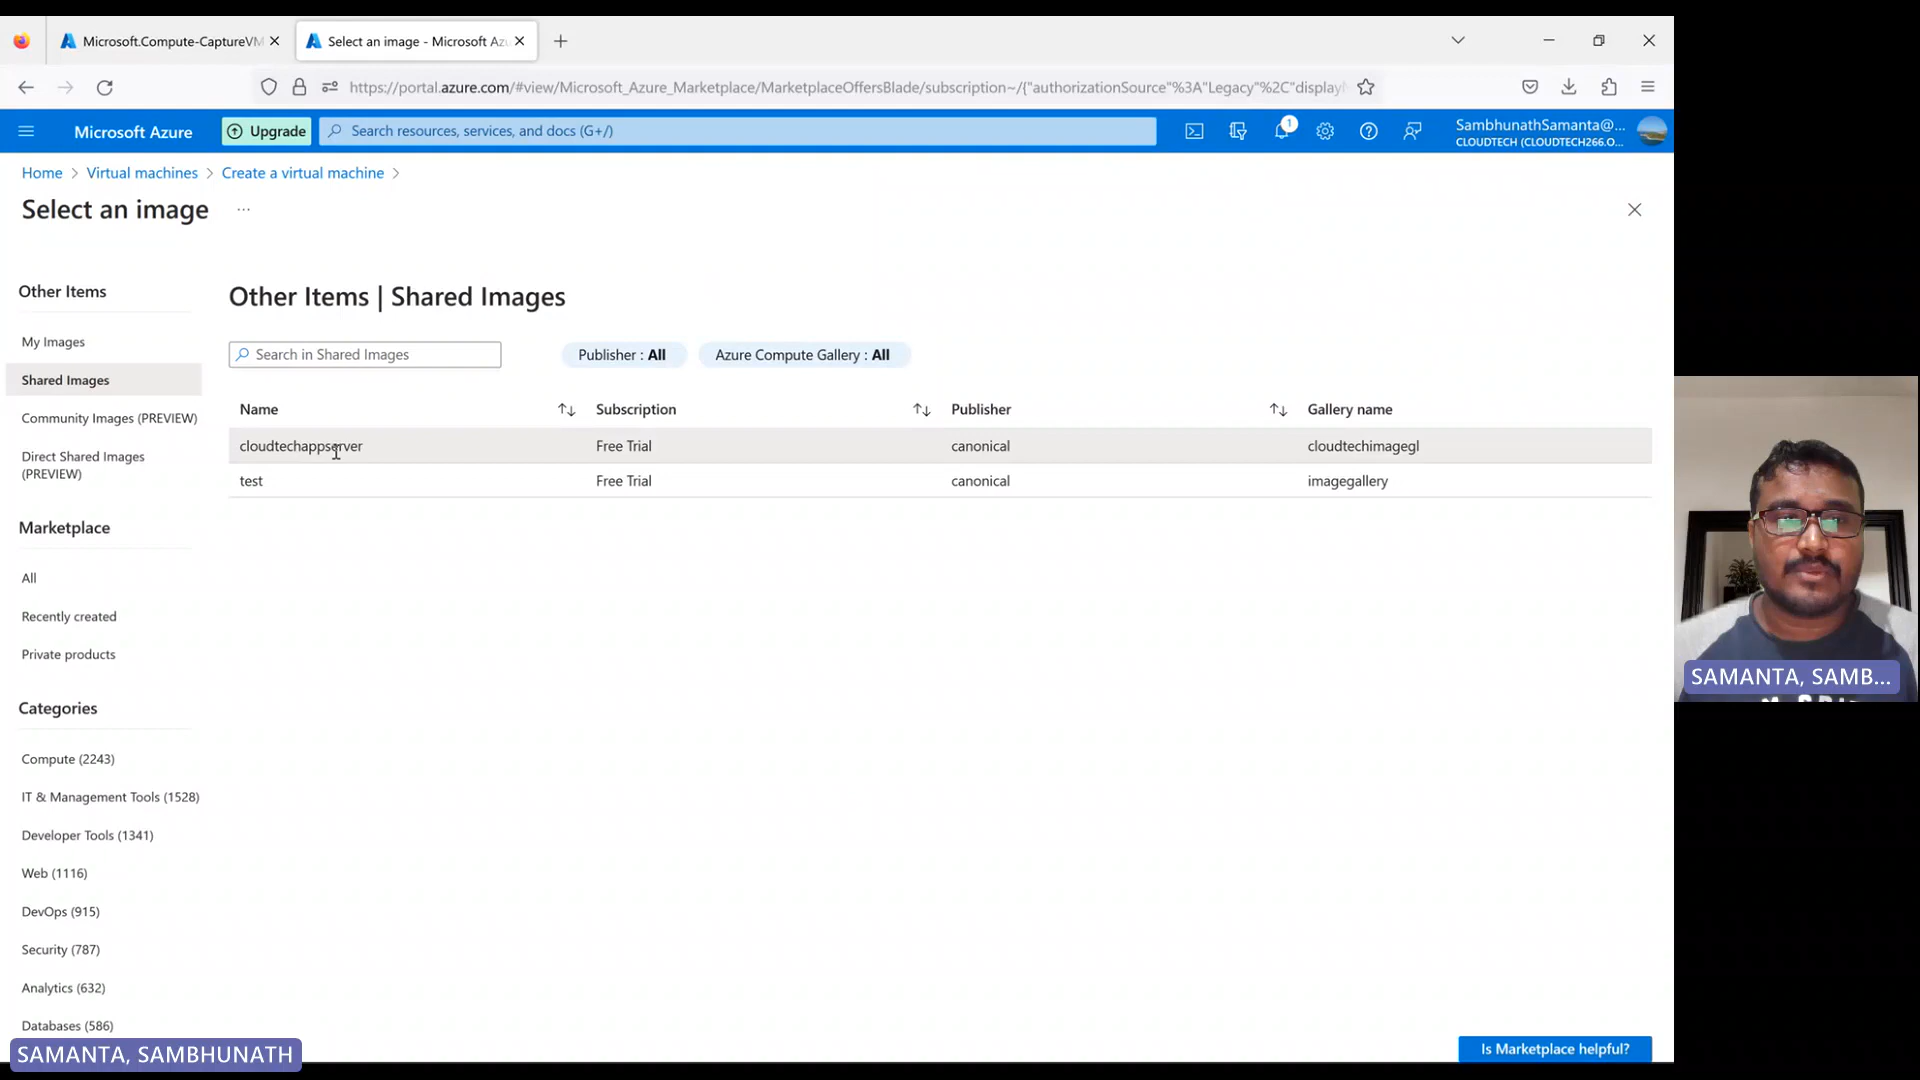 Microsoft.Compute-CaptureVM
Select an image - Microsoft Az
https://portal.azure.com/#view/Microsoft_Azure_Marketplace/MarketplaceOffersBlade/subscription~/{"authorizationSource"%3A"Legacy"%2C"display
Microsoft Azure
Upgrade
Search resources, services, and docs (G+/)
1
SambhunathSamanta@...
CLOUDTECH (CLOUDTECH266.O...
Home > Virtual machines > Create a virtual machine >
Select an image ...
Other Items
My Images
Shared Images
Community Images (PREVIEW)
Direct Shared Images
(PREVIEW)
Marketplace
All
Recently created
Private products
Categories
Compute (2243)
IT & Management Tools (1528)
Developer Tools (1341)
Web (1116)
DevOps (915)
Security (787)
Analytics (632)
Databases (586)
Other Items | Shared Images
Search in Shared Images
Publisher : All
Azure Compute Gallery : All
Name Subscription Publisher Gallery name
cloudtechappserver Free Trial canonical cloudtechimagegl
test Free Trial canonical imagegallery
Is Marketplace helpful?
SAMANTA, SAMBHUNATH
SAMANTA, SAMB...